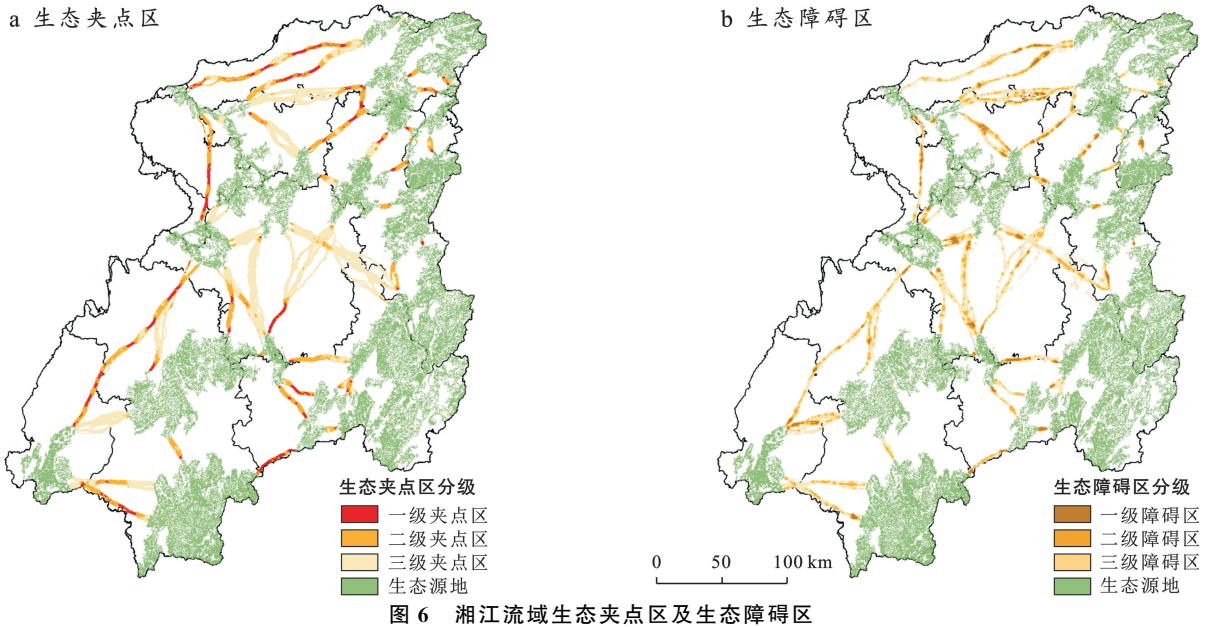 a 生态夹点区
b 生态障碍区
生态夹点区分级
一级夹点区
二级夹点区
三级夹点区
生态源地
0 50 100 km
生态障碍区分级
一级障碍区
二级障碍区
三级障碍区
生态源地
图 6 湘江流域生态夹点区及生态障碍区